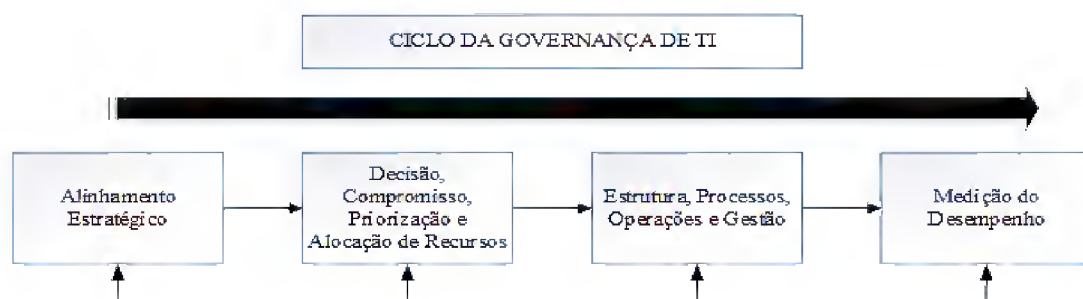 CICLO DA GOVERNANÇA DE TI
Alinhamento
Estratégico
Decisão,
Compromisso,
Priorização e
Alocação de Recursos
Estrutura, Processos,
Operações e Gestão
Medição do
Desempenho